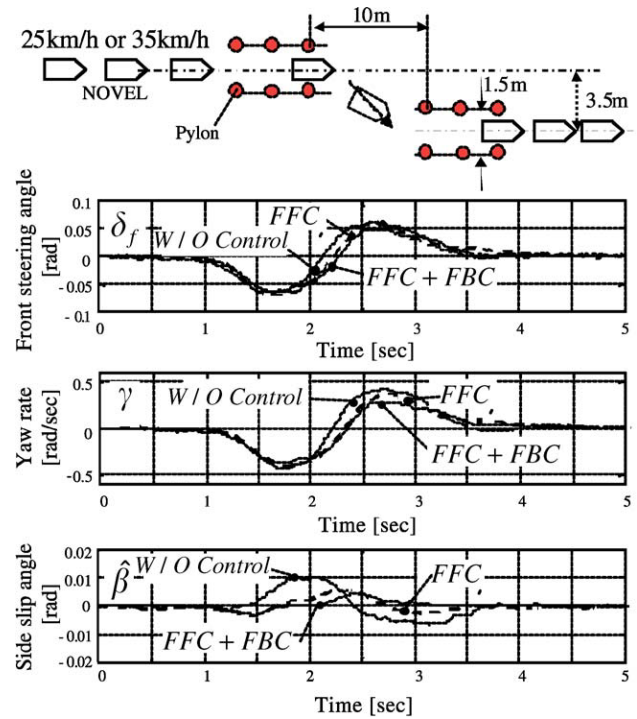 25km/h or 35km/h
10m
NOVEL
1.5m
3.5m
Pylon
Front steering angle
[rad]
0.1
0.05
0
- 0.05
- 0.1
δf
W / O Control
FFC
FFC + FBC
0 1 2 3 4 5
Time [sec]
Yaw rate
[rad/sec]
0.5
0
-0.5
γ
W / O Control
FFC
FFC + FBC
0 1 2 3 4 5
Time [sec]
Side slip angle
[rad]
0.02
0.01
0
-0.01
-0.02
β̂
W / O Control
FFC
FFC + FBC
0 1 2 3 4 5
Time [sec]